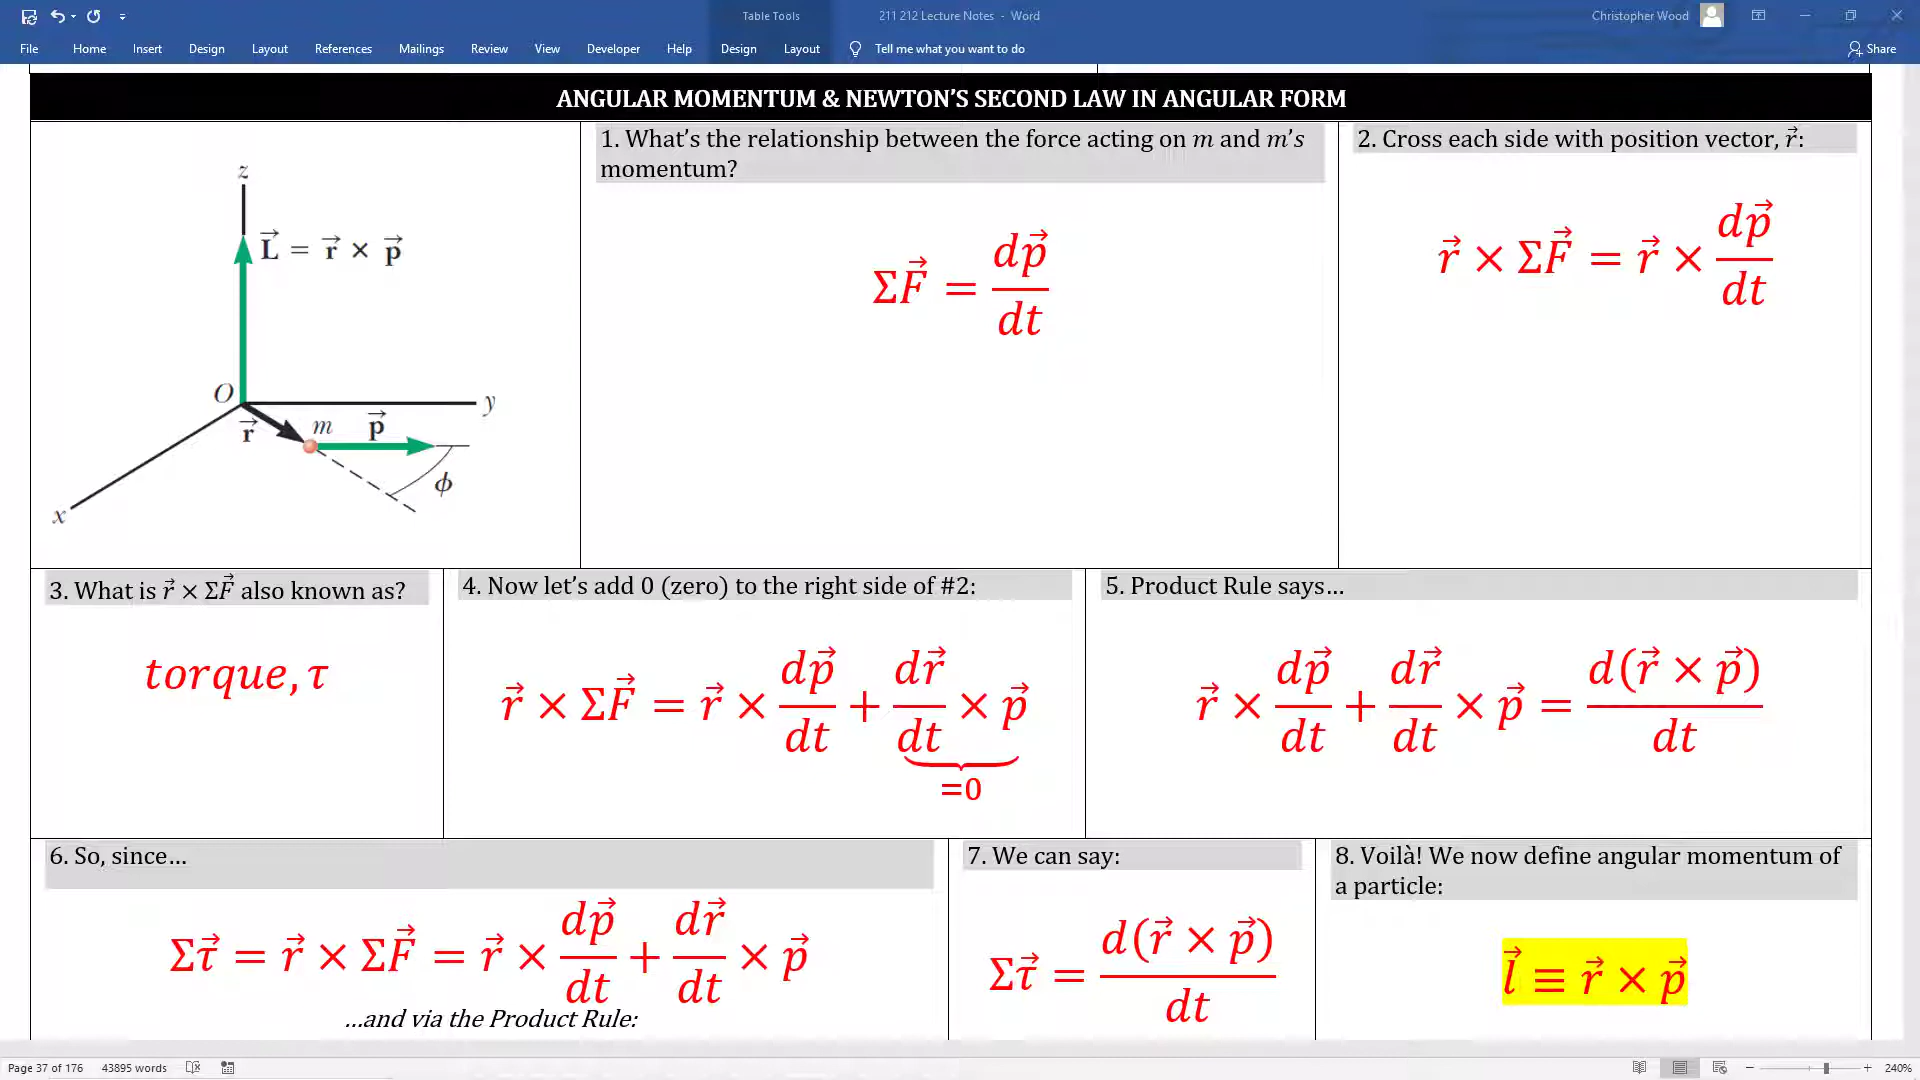 Table Tools
211 212 Lecture Notes - Word
Christopher Wood
File Home Insert Design Layout References Mailings Review View Developer Help Design Layout Tell me what you want to do Share
ANGULAR MOMENTUM & NEWTON'S SECOND LAW IN ANGULAR FORM
z
L⃗ = r⃗ × p⃗
O
y
r⃗
m
p⃗
ϕ
x
1. What's the relationship between the force acting on m and m's
momentum?
ΣF⃗ = dp⃗/dt
2. Cross each side with position vector, r⃗:
r⃗ × ΣF⃗ = r⃗ × dp⃗/dt
3. What is r⃗ × ΣF⃗ also known as?
torque, τ
4. Now let's add 0 (zero) to the right side of #2:
r⃗ × ΣF⃗ = r⃗ × dp⃗/dt + dr⃗/dt × p⃗
=0
5. Product Rule says…
r⃗ × dp⃗/dt + dr⃗/dt × p⃗ = d(r⃗ × p⃗)/dt
6. So, since…
Στ⃗ = r⃗ × ΣF⃗ = r⃗ × dp⃗/dt + dr⃗/dt × p⃗
…and via the Product Rule:
7. We can say:
Στ⃗ = d(r⃗ × p⃗)/dt
8. Voilà! We now define angular momentum of
a particle:
l⃗ ≡ r⃗ × p⃗
Page 37 of 176 43895 words
240%